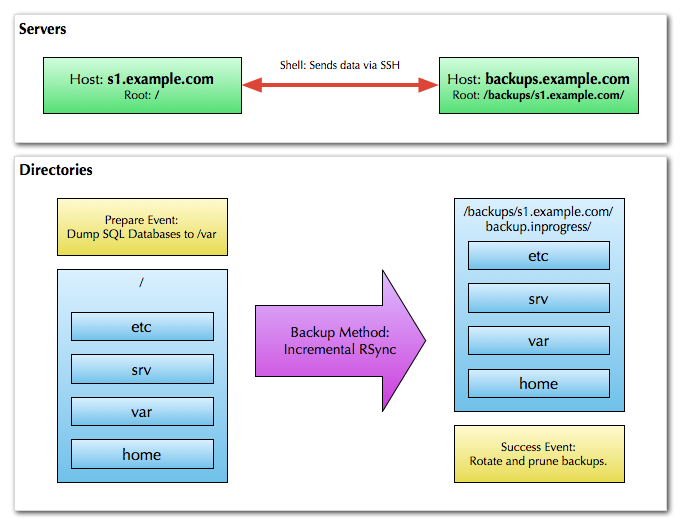 Servers
Host: s1.example.com
Root: /
Shell: Sends data via SSH
Host: backups.example.com
Root: /backups/s1.example.com/
Directories
Prepare Event:
Dump SQL Databases to /var
/
etc
srv
var
home
Backup Method:
Incremental RSync
/backups/s1.example.com/
backup.inprogress/
etc
srv
var
home
Success Event:
Rotate and prune backups.